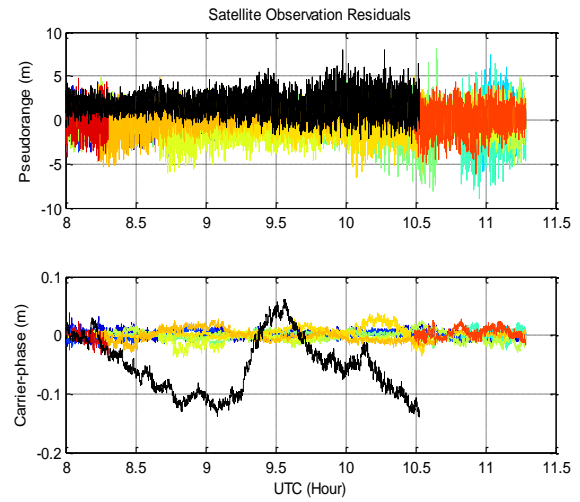 Satellite Observation Residuals
Pseudorange (m)
10
5
0
-5
-10
8 8.5 9 9.5 10 10.5 11 11.5
Carrier-phase (m)
0.1
0
-0.1
-0.2
8 8.5 9 9.5 10 10.5 11 11.5
UTC (Hour)